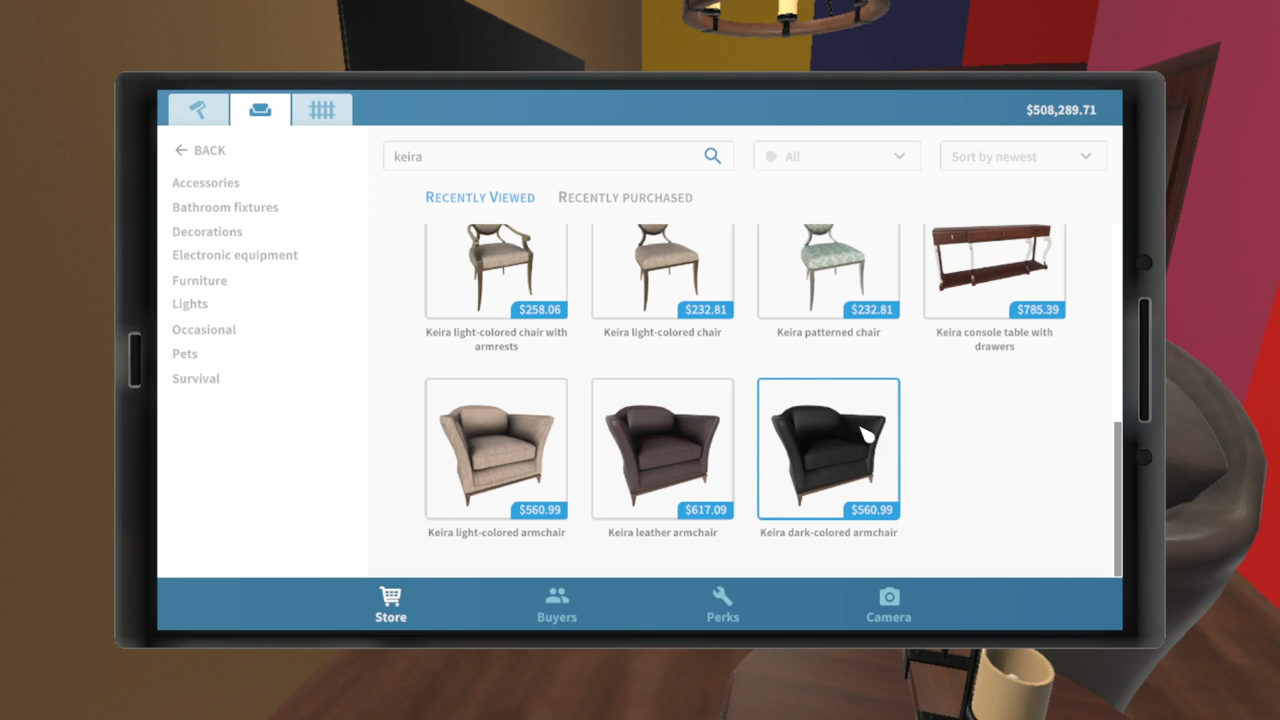 $508,289.71
BACK
keira
All
Sort by newest
Accessories
Bathroom fixtures
Decorations
Electronic equipment
Furniture
Lights
Occasional
Pets
Survival
RECENTLY VIEWED
RECENTLY PURCHASED
$258.06
$232.81
$232.81
$785.39
Keira light-colored chair with
armrests
Keira light-colored chair
Keira patterned chair
Keira console table with
drawers
$560.99
$617.09
$560.99
Keira light-colored armchair
Keira leather armchair
Keira dark-colored armchair
Store
Buyers
Perks
Camera